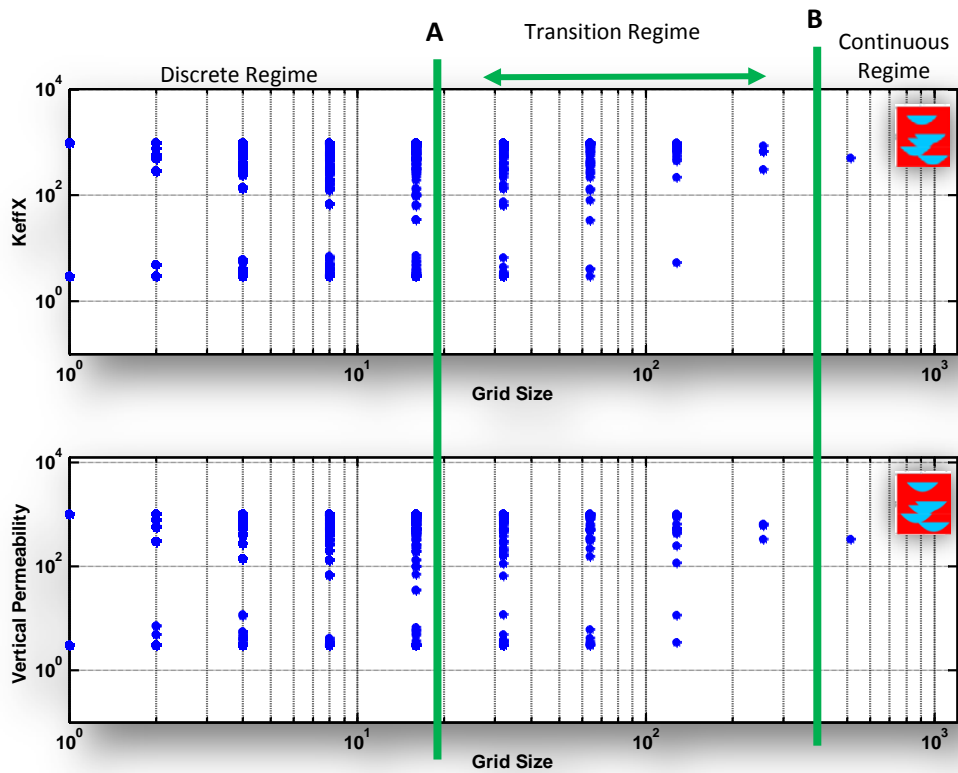 A
Transition Regime
B
Continuous
Regime
Discrete Regime
10^4
10^2
10^0
KeffX
10^0
10^1
10^2
10^3
Grid Size
10^4
10^2
10^0
Vertical Permeability
10^0
10^1
10^2
10^3
Grid Size